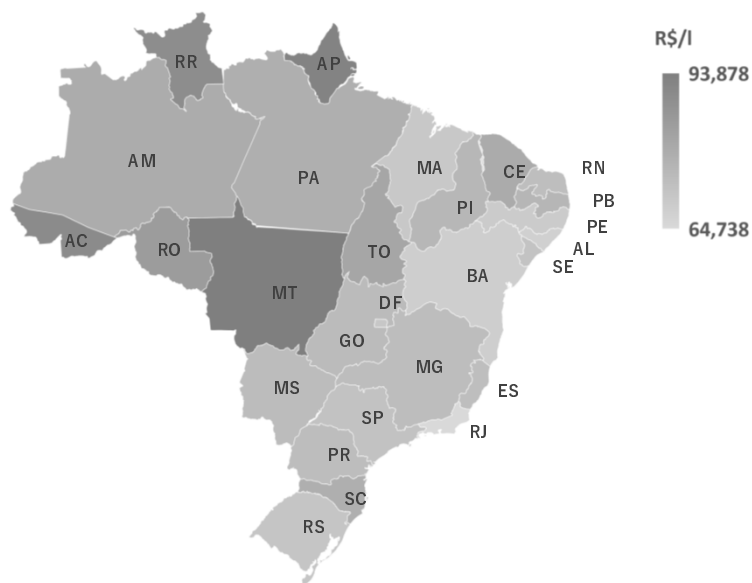 R$/l
93,878
64,738
RR
AP
AM
PA
MA
CE
RN
PI
PB
PE
AL
SE
AC
RO
TO
BA
MT
DF
GO
MG
MS
ES
SP
RJ
PR
SC
RS